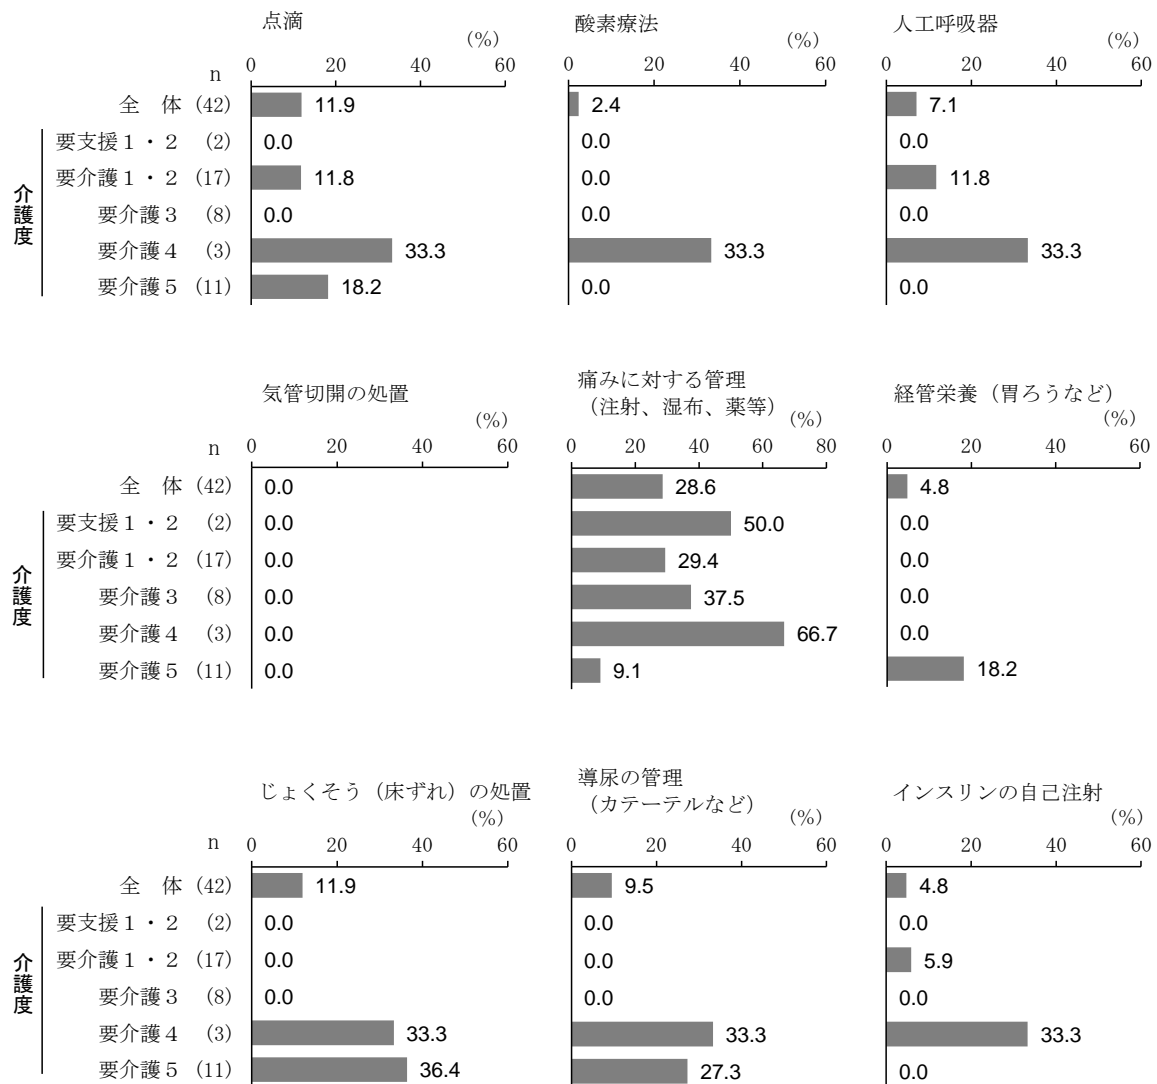 点滴
(%)
0 20 40 60
酸素療法
(%)
0 20 40 60
人工呼吸器
(%)
0 20 40 60
n
全　体 (42) 11.9 2.4 7.1
介護度
要支援１・２ (2) 0.0 0.0 0.0
要介護１・２ (17) 11.8 0.0 11.8
要介護３ (8) 0.0 0.0 0.0
要介護４ (3) 33.3 33.3 33.3
要介護５ (11) 18.2 0.0 0.0
気管切開の処置
(%)
0 20 40 60
痛みに対する管理
（注射、湿布、薬等）
(%)
0 20 40 60 80
経管栄養（胃ろうなど）
(%)
0 20 40 60
n
全　体 (42) 0.0 28.6 4.8
介護度
要支援１・２ (2) 0.0 50.0 0.0
要介護１・２ (17) 0.0 29.4 0.0
要介護３ (8) 0.0 37.5 0.0
要介護４ (3) 0.0 66.7 0.0
要介護５ (11) 0.0 9.1 18.2
じょくそう（床ずれ）の処置
(%)
0 20 40 60
導尿の管理
（カテーテルなど）
(%)
0 20 40 60
インスリンの自己注射
(%)
0 20 40 60
n
全　体 (42) 11.9 9.5 4.8
介護度
要支援１・２ (2) 0.0 0.0 0.0
要介護１・２ (17) 0.0 0.0 5.9
要介護３ (8) 0.0 0.0 0.0
要介護４ (3) 33.3 33.3 33.3
要介護５ (11) 36.4 27.3 0.0